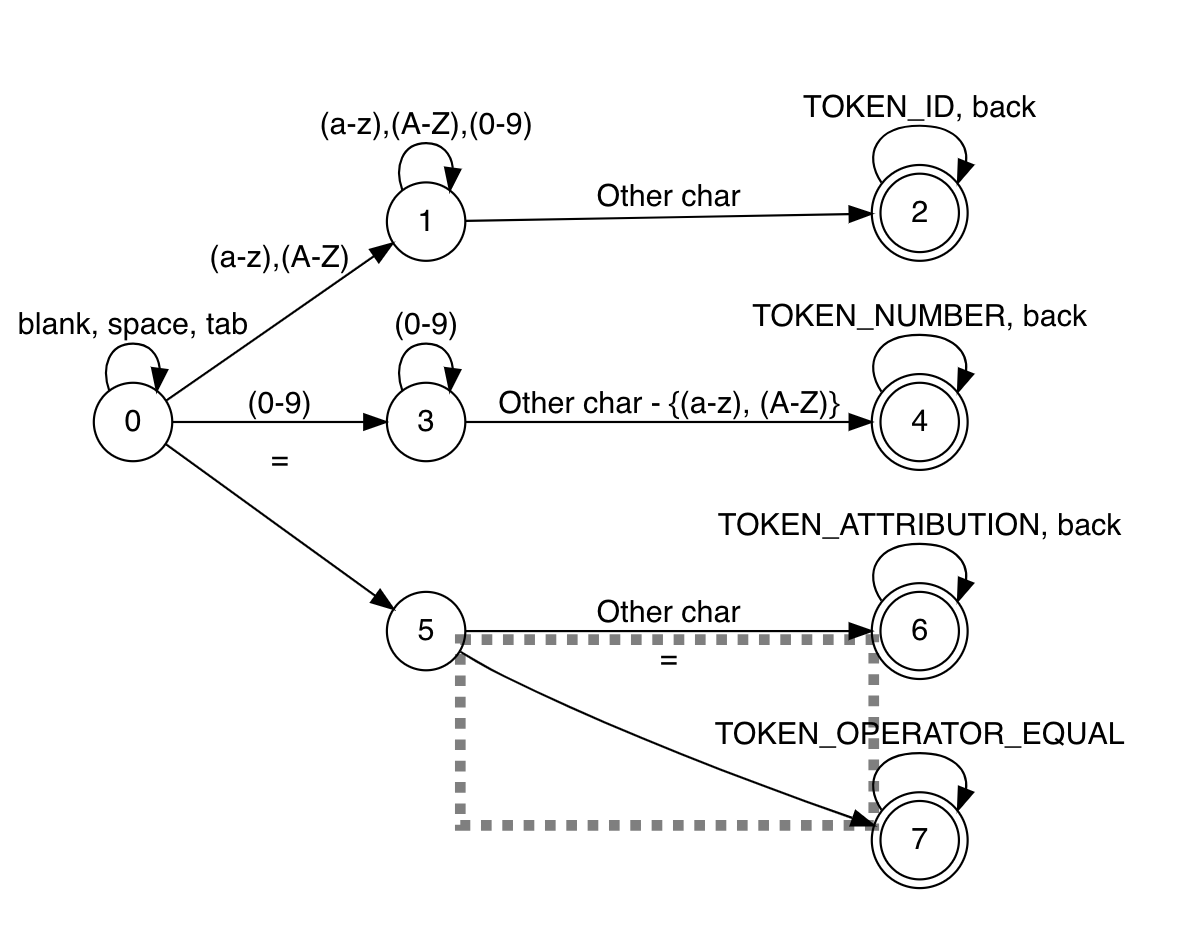 TOKEN_ID, back
(a-z),(A-Z),(0-9)
Other char
2
1
(a-z),(A-Z)
blank, space, tab
(0-9)
TOKEN_NUMBER, back
0
(0-9)
3
Other char - {(a-z), (A-Z)}
4
=
TOKEN_ATTRIBUTION, back
5
Other char
6
=
TOKEN_OPERATOR_EQUAL
7